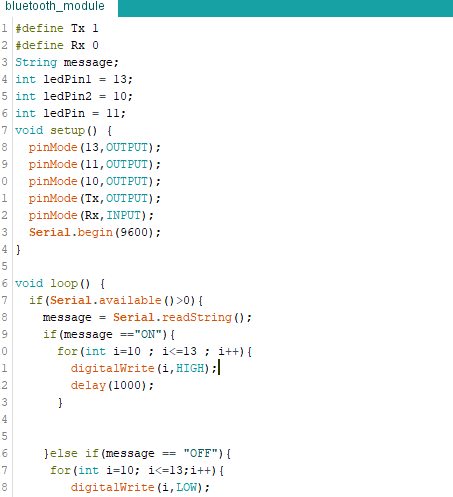 bluetooth_module
1 #define Tx 1
2 #define Rx 0
3 String message;
4 int ledPin1 = 13;
5 int ledPin2 = 10;
6 int ledPin = 11;
7 void setup() {
8 pinMode(13,OUTPUT);
9 pinMode(11,OUTPUT);
0 pinMode(10,OUTPUT);
1 pinMode(Tx,OUTPUT);
2 pinMode(Rx,INPUT);
3 Serial.begin(9600);
4 }
5
6 void loop() {
7 if(Serial.available()>0){
8 message = Serial.readString();
9 if(message =="ON"){
0 for(int i=10 ; i<=13 ; i++){
1 digitalWrite(i,HIGH);
2 delay(1000);
3 }
4
5
6 }else if(message == "OFF"){
7 for(int i=10; i<=13;i++){
8 digitalWrite(i,LOW);